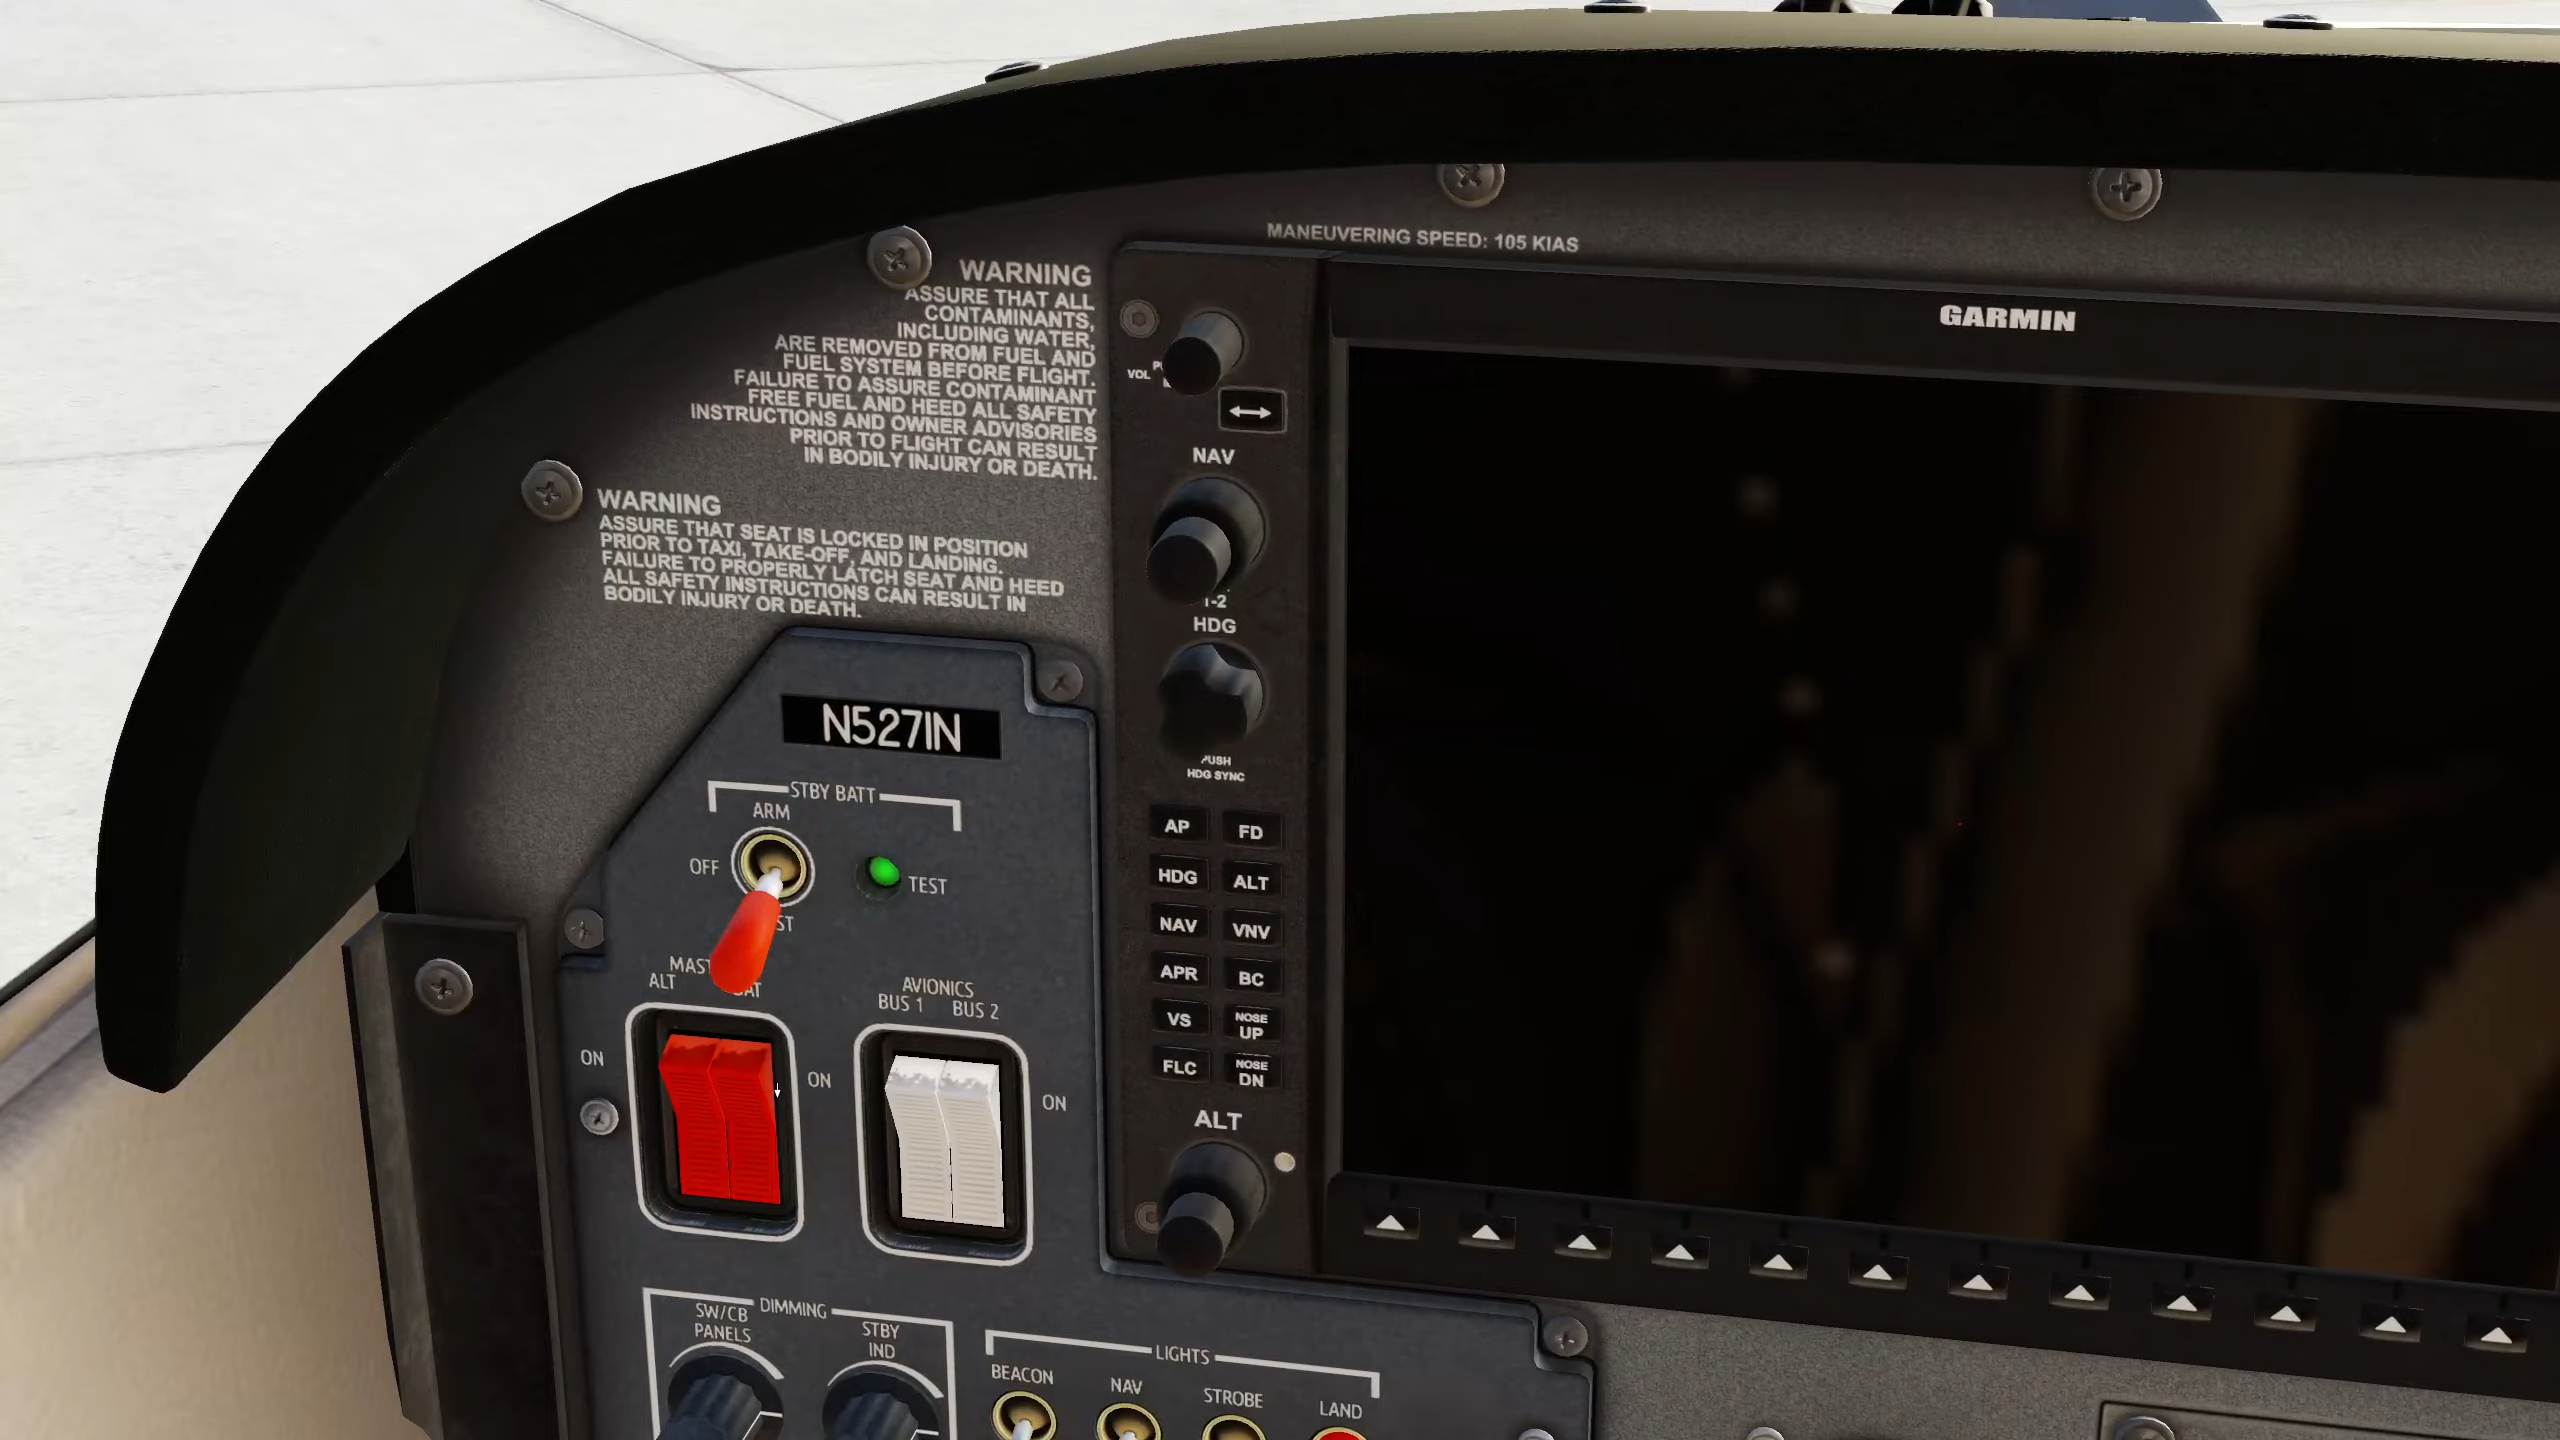 MANEUVERING SPEED: 105 KIAS
GARMIN
WARNING
ASSURE THAT ALL
CONTAMINANTS,
INCLUDING WATER,
ARE REMOVED FROM FUEL AND
FUEL SYSTEM BEFORE FLIGHT.
FAILURE TO ASSURE CONTAMINANT
FREE FUEL AND HEED ALL SAFETY
INSTRUCTIONS AND OWNER ADVISORIES
PRIOR TO FLIGHT CAN RESULT
IN BODILY INJURY OR DEATH.
WARNING
ASSURE THAT SEAT IS LOCKED IN POSITION
PRIOR TO TAXI, TAKE-OFF, AND LANDING.
FAILURE TO PROPERLY LATCH SEAT AND HEED
ALL SAFETY INSTRUCTIONS CAN RESULT IN
BODILY INJURY OR DEATH.
VOL
NAV
1-2
HDG
PUSH
HDG SYNC
AP FD
HDG ALT
NAV VNV
APR BC
VS NOSE UP
FLC NOSE DN
ALT
N527IN
STBY BATT
ARM
OFF
TEST
ALT
AVIONICS
BUS 1 BUS 2
ON
ON
ON
DIMMING
SW/CB
PANELS
STBY
IND
LIGHTS
BEACON
NAV
STROBE
LAND